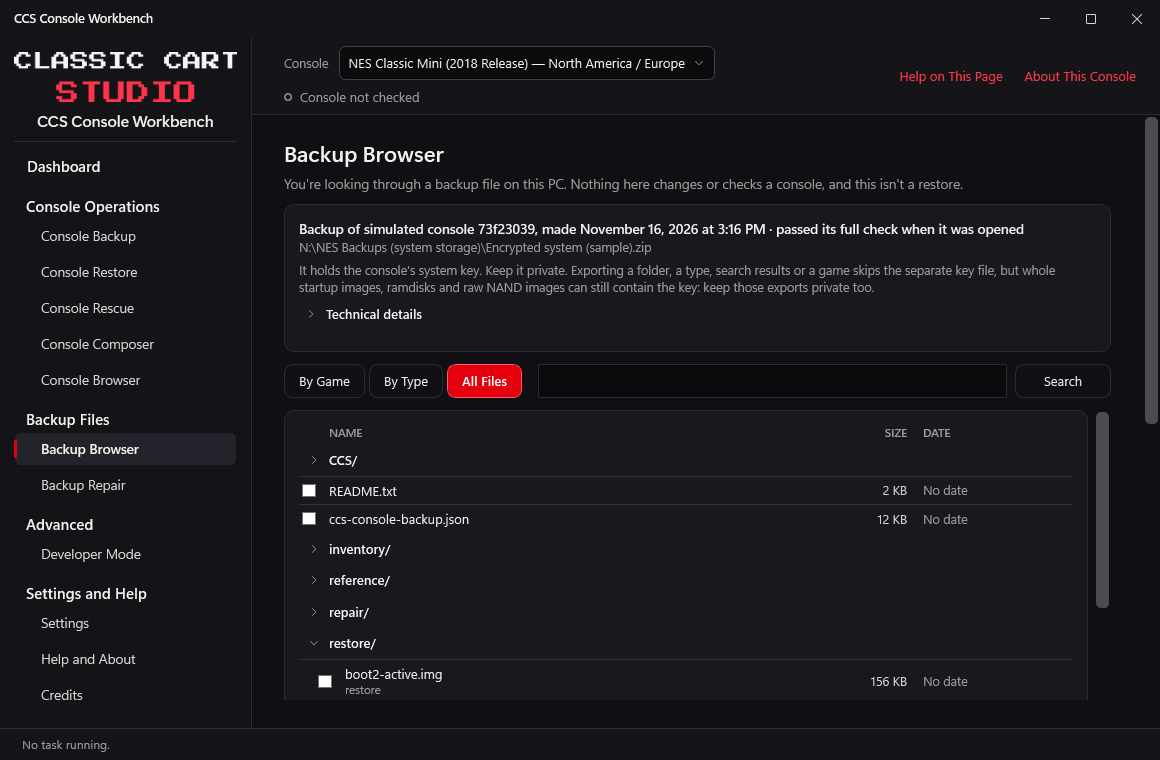 CCS Console Workbench
CLASSIC CART
STUDIO
CCS Console Workbench
Dashboard
Console Operations
Console Backup
Console Restore
Console Rescue
Console Composer
Console Browser
Backup Files
Backup Browser
Backup Repair
Advanced
Developer Mode
Settings and Help
Settings
Help and About
Credits
Console
NES Classic Mini (2018 Release) — North America / Europe
Console not checked
Help on This Page
About This Console
Backup Browser
You're looking through a backup file on this PC. Nothing here changes or checks a console, and this isn't a restore.
Backup of simulated console 73f23039, made November 16, 2026 at 3:16 PM · passed its full check when it was opened
N:\NES Backups (system storage)\Encrypted system (sample).zip
It holds the console's system key. Keep it private. Exporting a folder, a type, search results or a game skips the separate key file, but whole
startup images, ramdisks and raw NAND images can still contain the key: keep those exports private too.
Technical details
By Game
By Type
All Files
Search
NAME SIZE DATE
CCS/
README.txt 2 KB No date
ccs-console-backup.json 12 KB No date
inventory/
reference/
repair/
restore/
boot2-active.img 156 KB No date
restore
No task running.